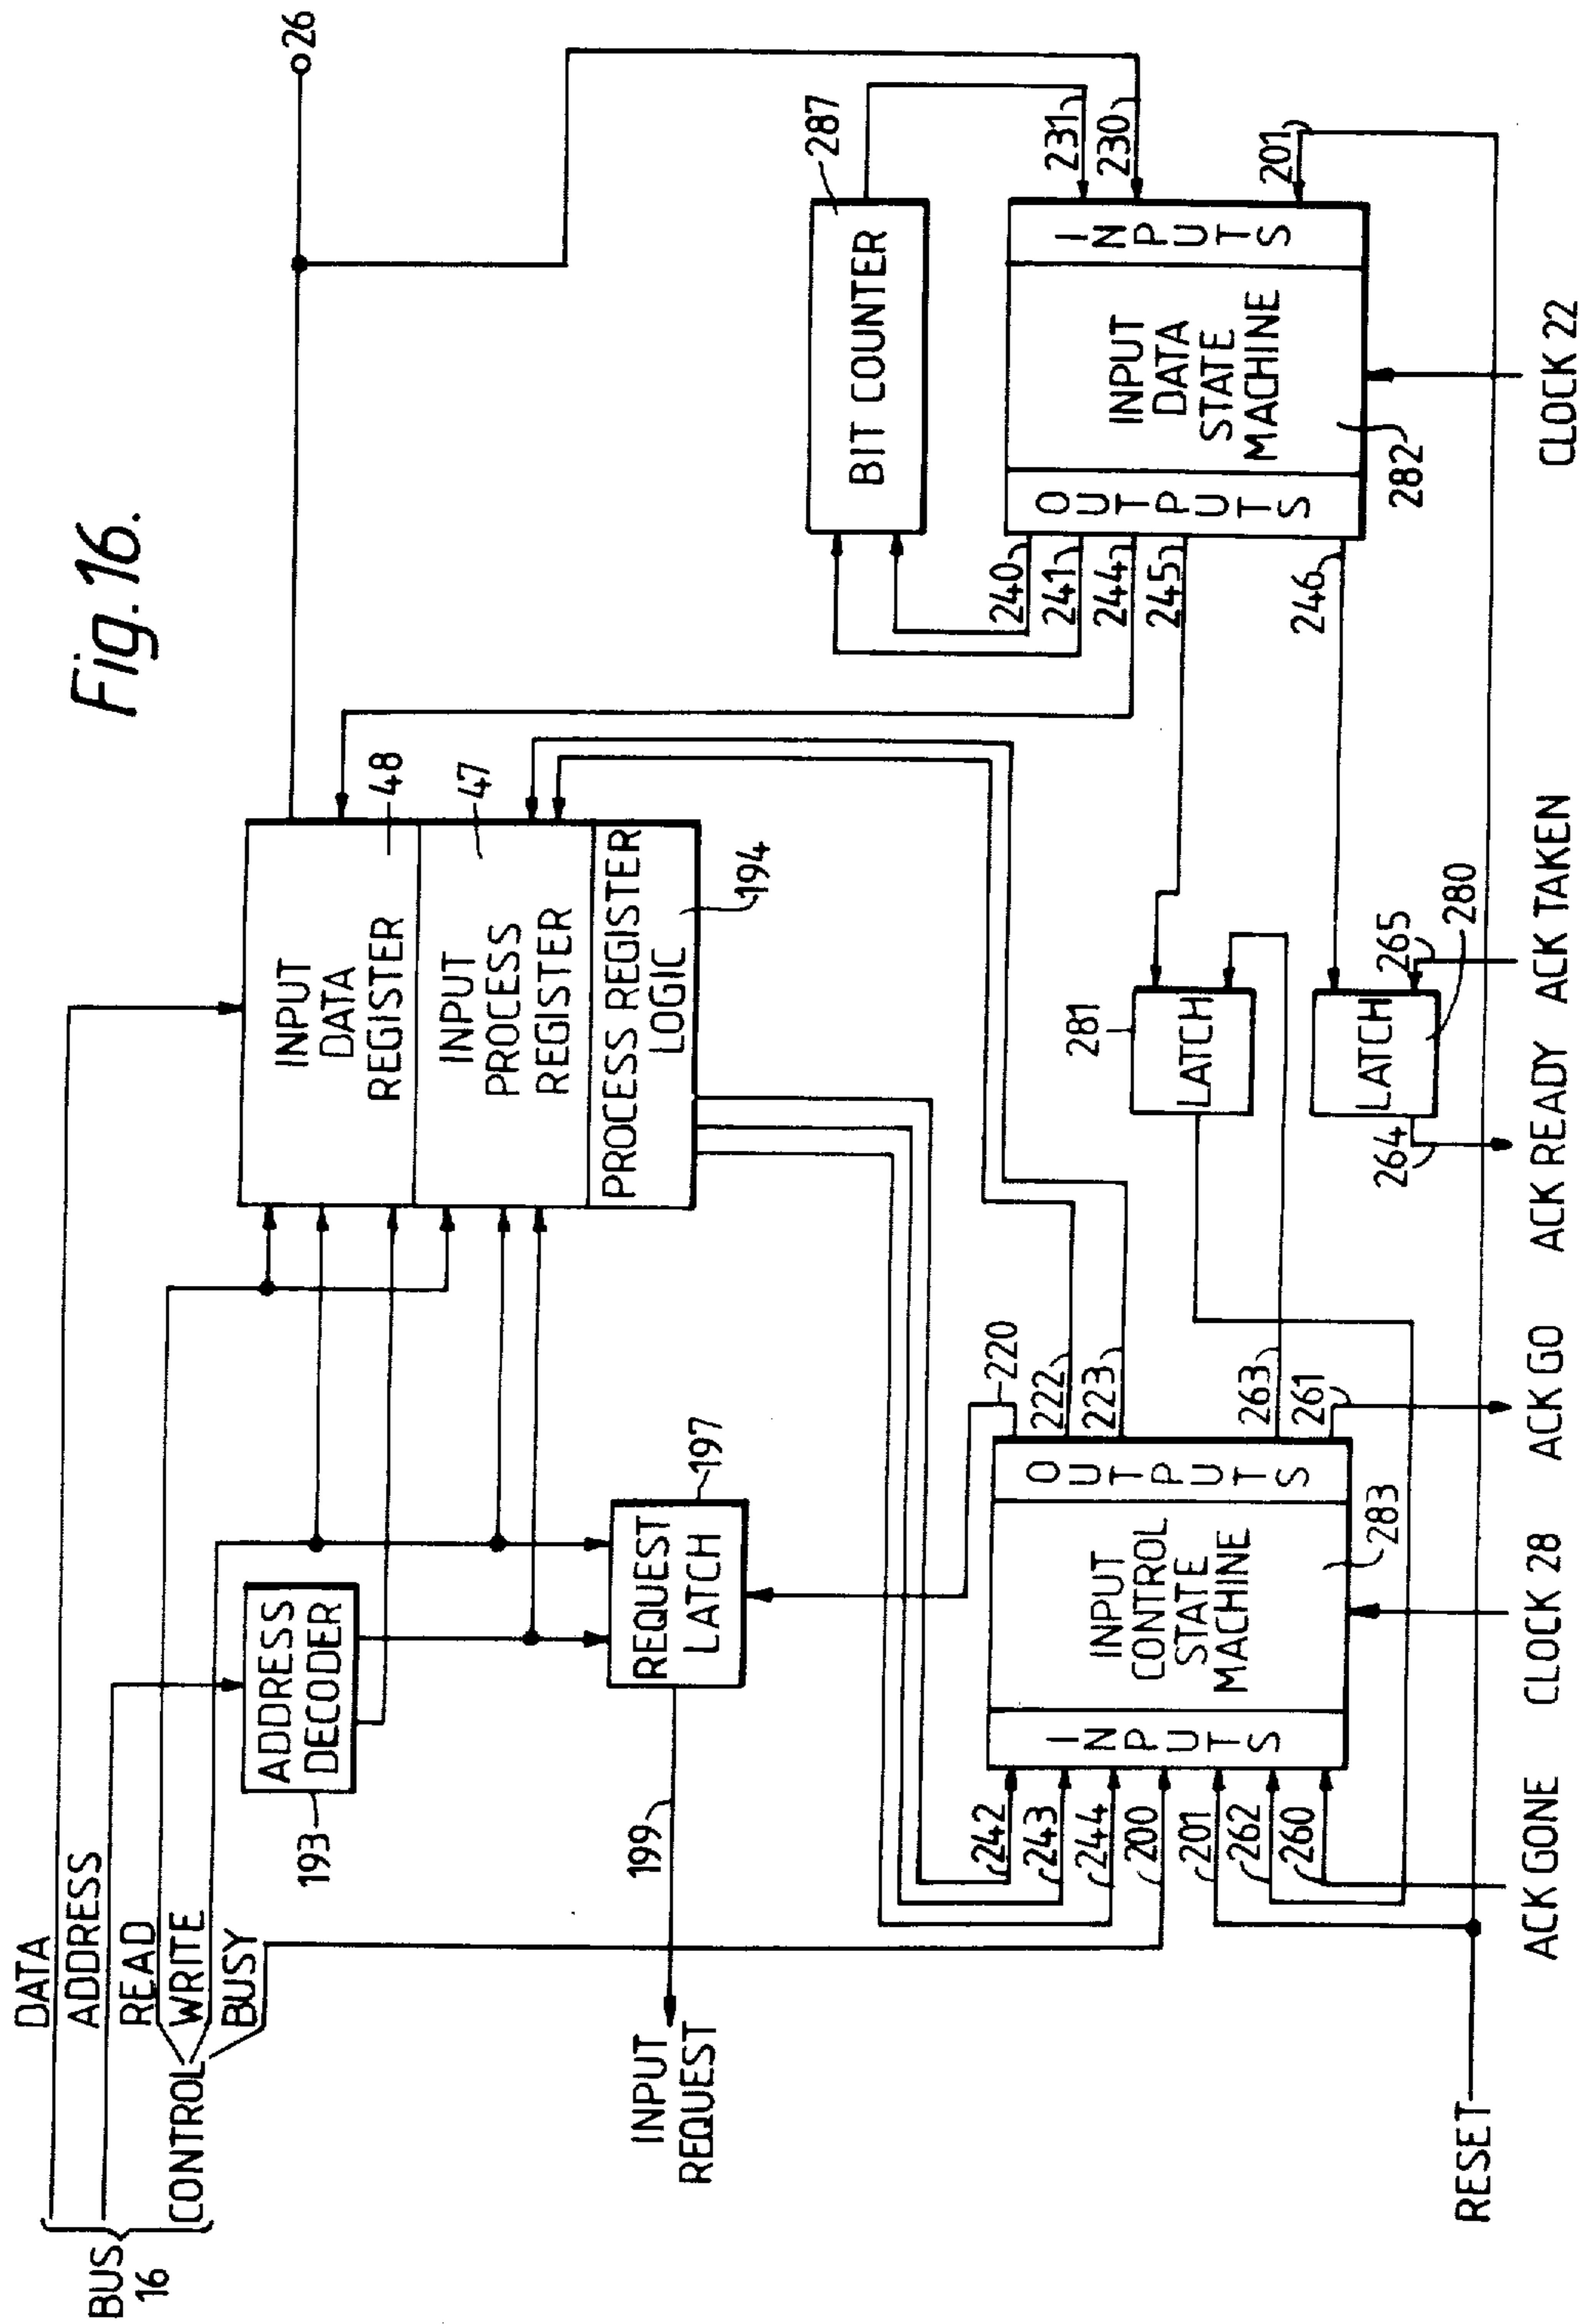 Fig. 16.
BUS
16
DATA
ADDRESS
CONTROL
READ
WRITE
BUSY
193
ADDRESS
DECODER
INPUT
DATA
REGISTER
48
INPUT
PROCESS
REGISTER
47
PROCESS REGISTER
LOGIC
194
26
INPUT
REQUEST
199
REQUEST
LATCH
197
BIT COUNTER
287
242
243
244
200
201
262
260
INPUTS
INPUT
CONTROL
STATE
MACHINE
283
OUTPUTS
220
222
223
263
261
281
LATCH
LATCH
280
264
265
240
241
244
245
246
OUTPUTS
INPUT
DATA
STATE
MACHINE
282
INPUTS
231
230
201
RESET
ACK GONE
CLOCK 28
ACK GO
ACK READY
ACK TAKEN
CLOCK 22